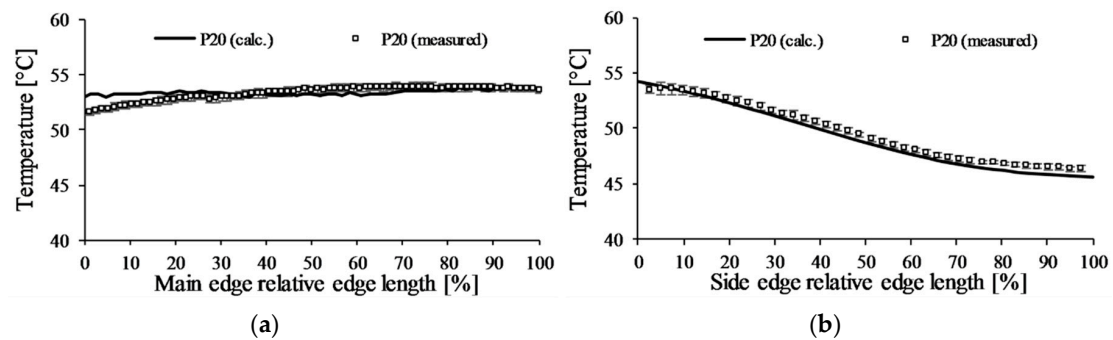 60
P20 (calc.) P20 (measured)
55
50
45
40
Temperature [°C]
0 10 20 30 40 50 60 70 80 90 100
Main edge relative edge length [%]
(a)
60
P20 (calc.) P20 (measured)
55
50
45
40
Temperature [°C]
0 10 20 30 40 50 60 70 80 90 100
Side edge relative edge length [%]
(b)